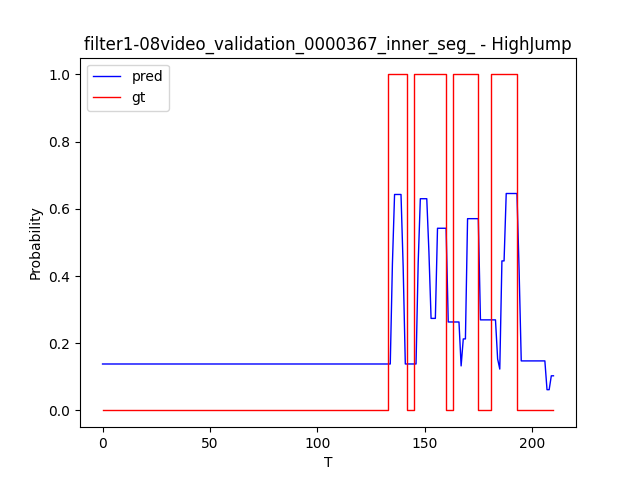 filter1-08video_validation_0000367_inner_seg_ - HighJump
pred
gt
1.0
0.8
0.6
0.4
0.2
0.0
Probability
0
50
100
150
200
T